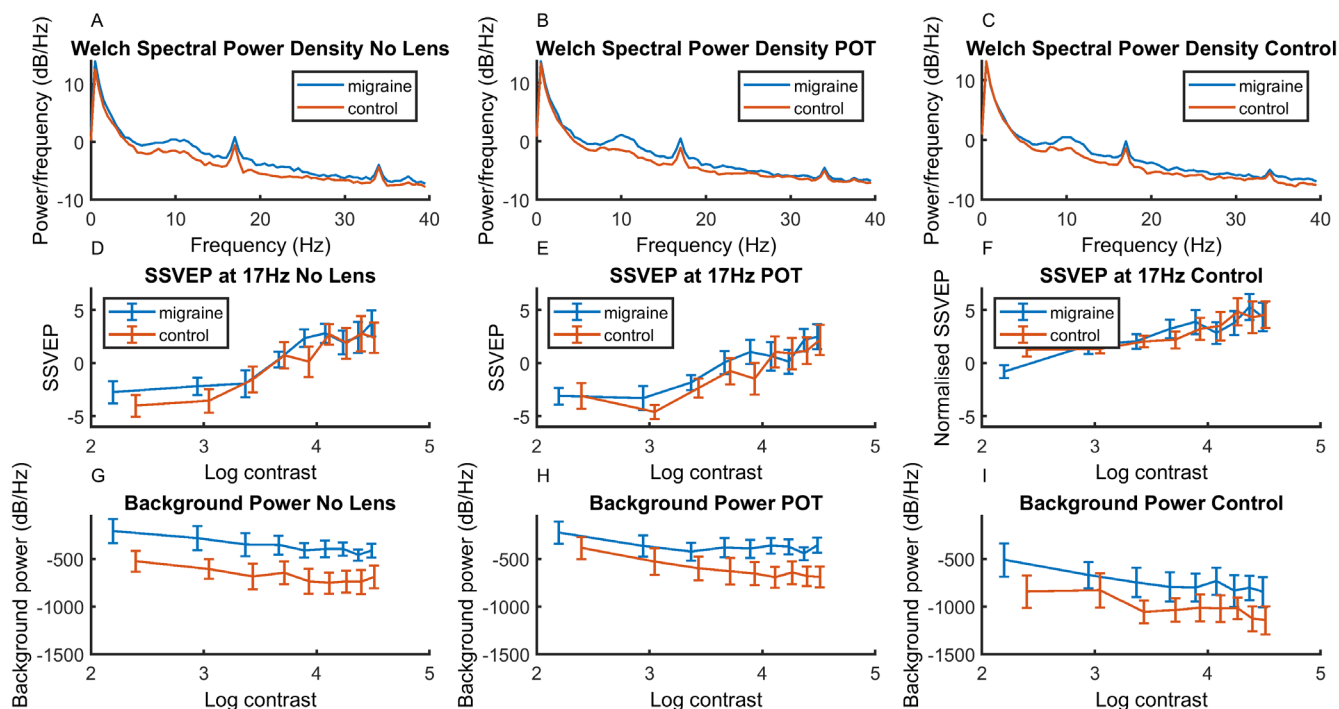 A
Welch Spectral Power Density No Lens
Power/frequency (dB/Hz)
10
0
-10
migraine
control
0 10 20 30 40
Frequency (Hz)
B
Welch Spectral Power Density POT
Power/frequency (dB/Hz)
10
0
-10
migraine
control
0 10 20 30 40
Frequency (Hz)
C
Welch Spectral Power Density Control
Power/frequency (dB/Hz)
10
0
-10
migraine
control
0 10 20 30 40
Frequency (Hz)
D
SSVEP at 17Hz No Lens
SSVEP
5
0
-5
migraine
control
2 3 4 5
Log contrast
E
SSVEP at 17Hz POT
SSVEP
5
0
-5
migraine
control
2 3 4 5
Log contrast
F
SSVEP at 17Hz Control
Normalised SSVEP
5
0
-5
migraine
control
2 3 4 5
Log contrast
G
Background Power No Lens
Background power (dB/Hz)
-500
-1000
-1500
2 3 4 5
Log contrast
H
Background Power POT
Background power (dB/Hz)
-500
-1000
-1500
2 3 4 5
Log contrast
I
Background Power Control
Background power (dB/Hz)
-500
-1000
-1500
2 3 4 5
Log contrast